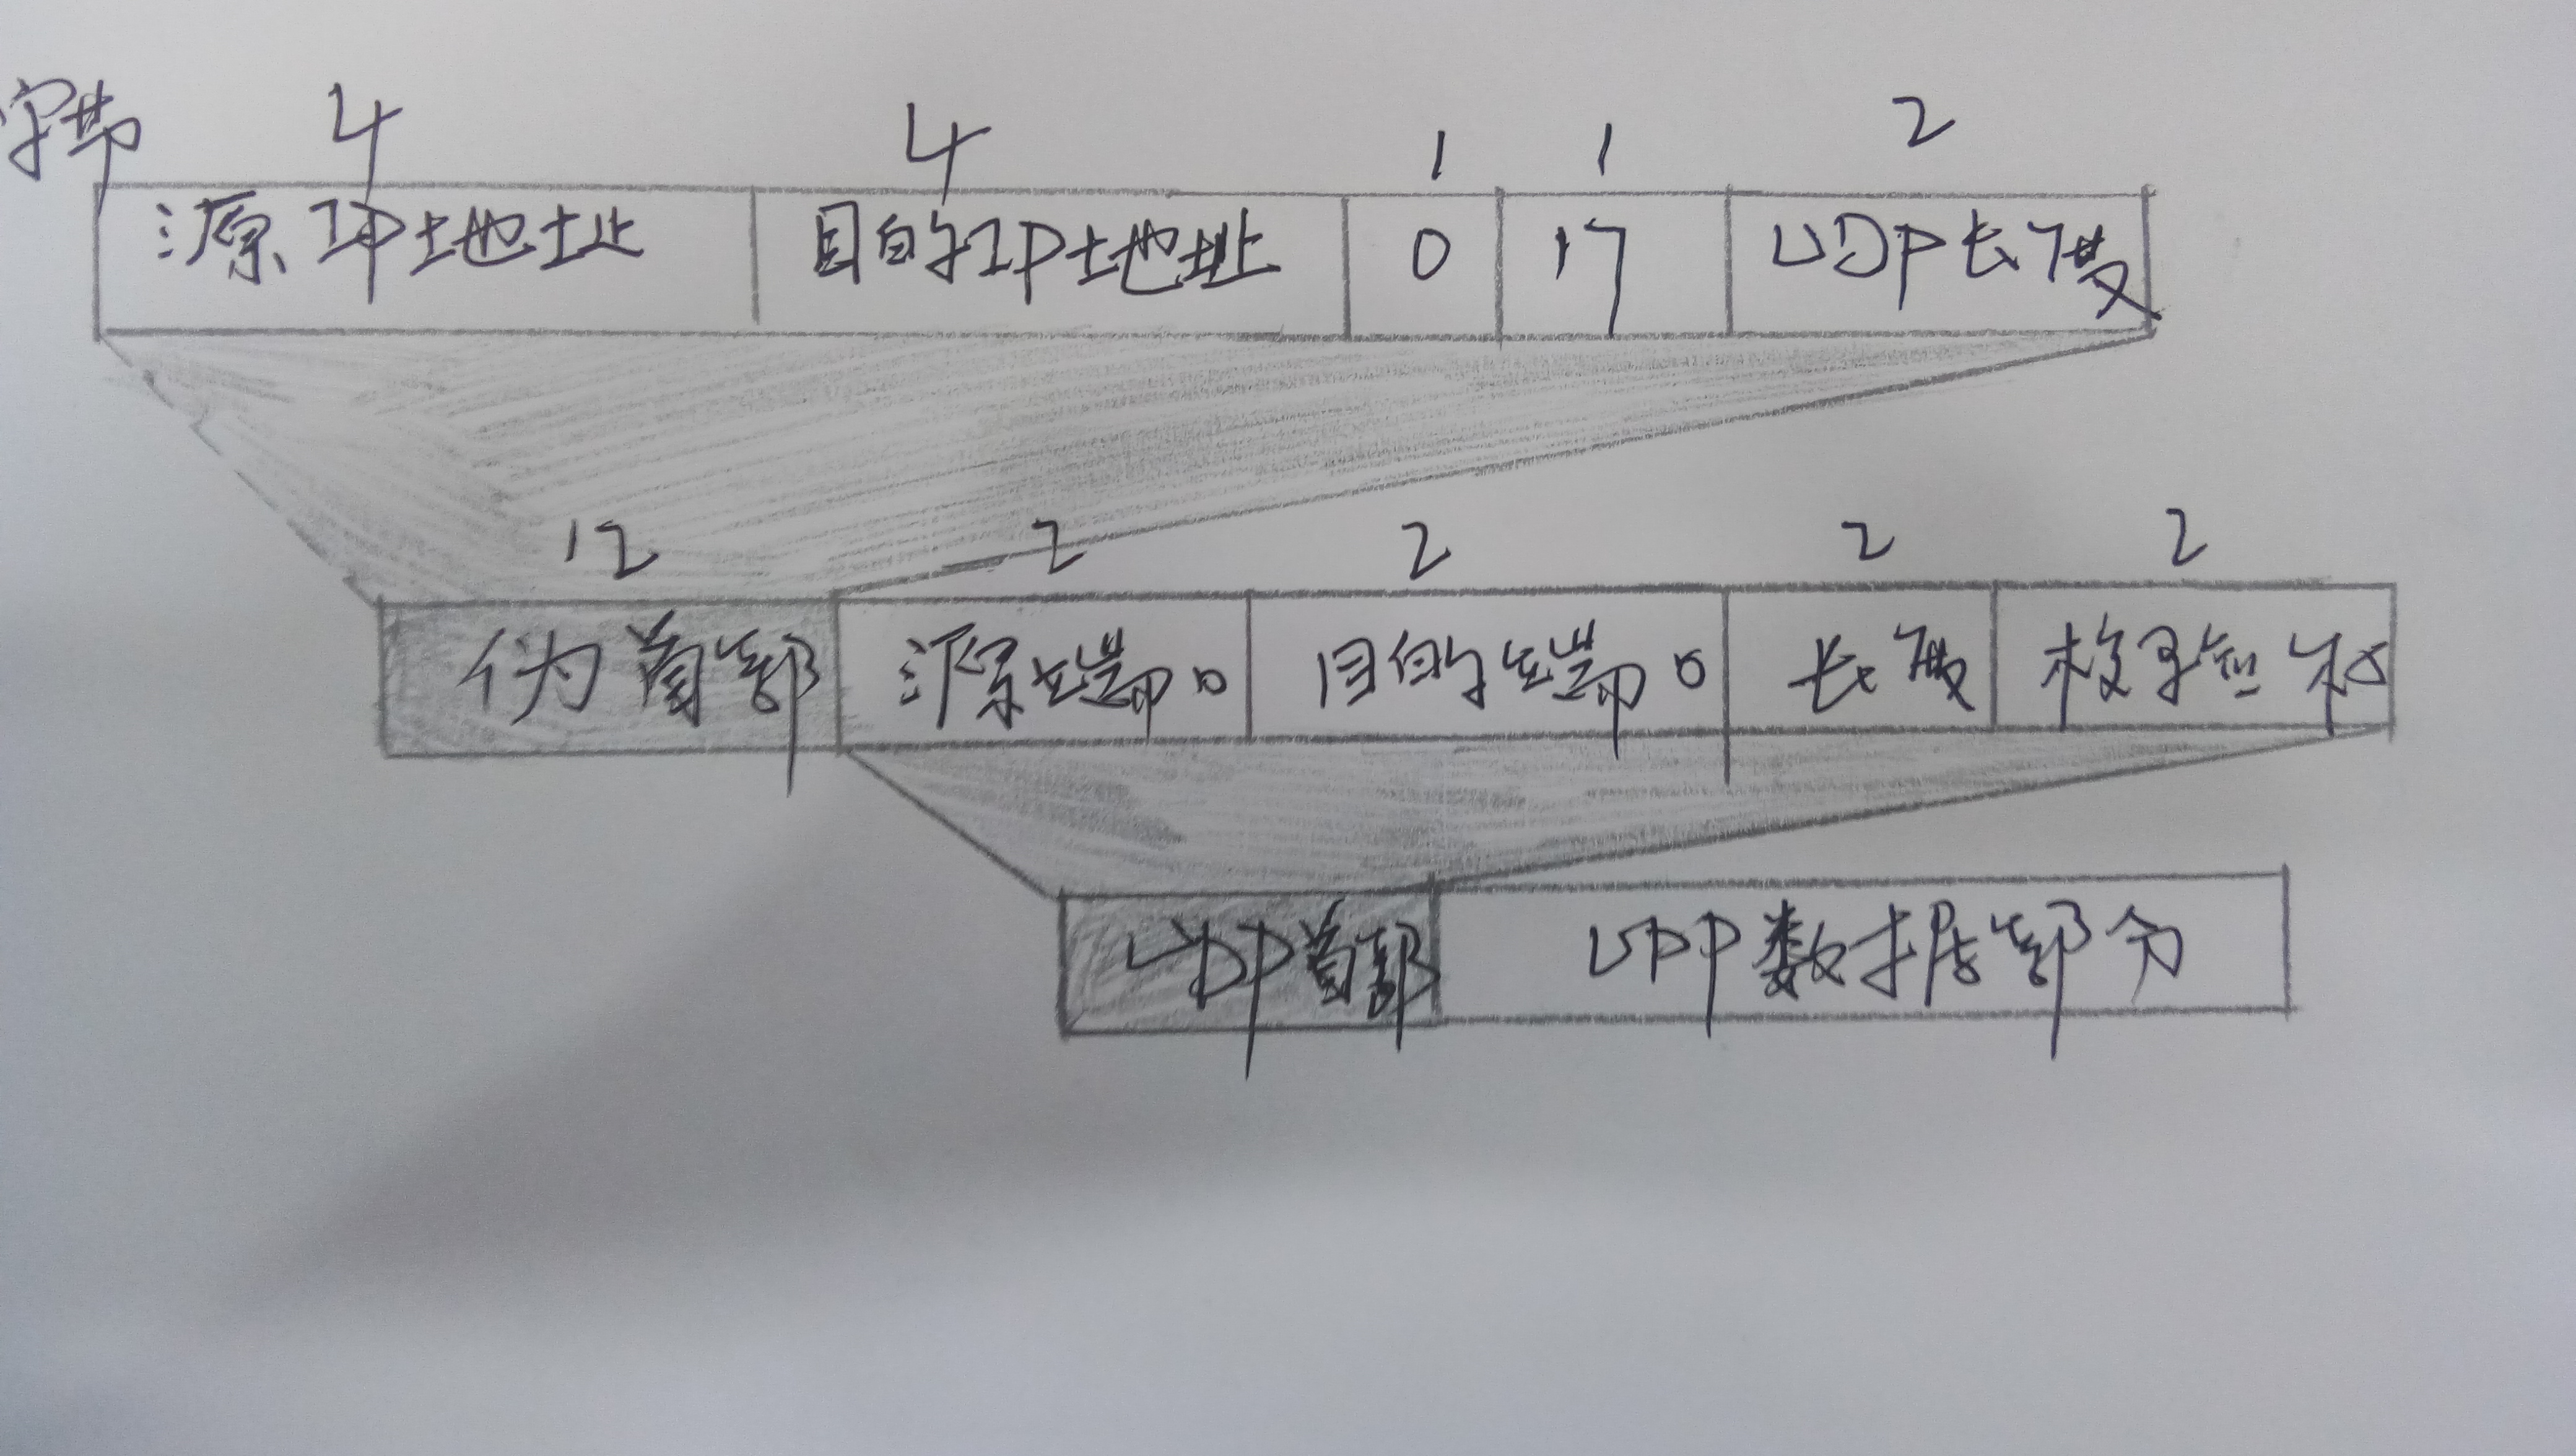 字节 4 4 1 1 2
源IP地址 目的IP地址 0 17 UDP长度
12 2 2 2 2
伪首部 源端口 目的端口 长度 检验和
UDP首部 UDP数据部分